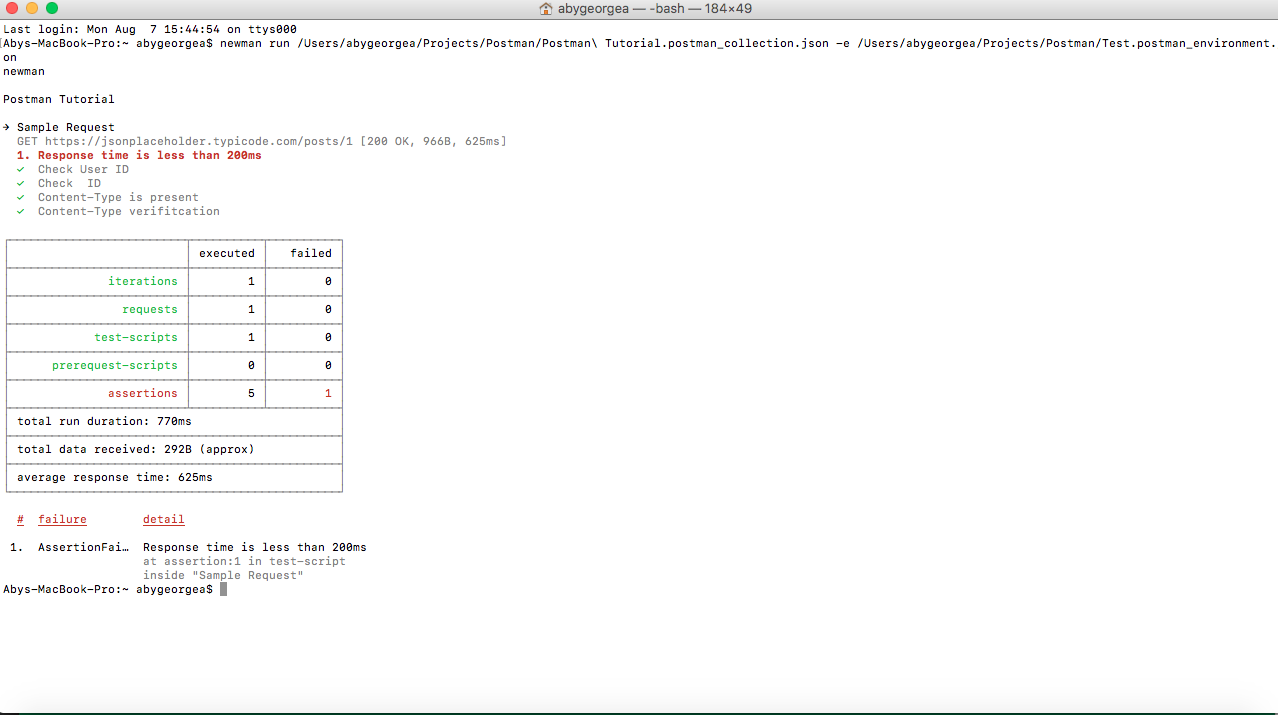 abygeorgea — -bash — 184×49
Last login: Mon Aug  7 15:44:54 on ttys000
[Abys-MacBook-Pro:~ abygeorgea$ newman run /Users/abygeorgea/Projects/Postman/Postman\ Tutorial.postman_collection.json -e /Users/abygeorgea/Projects/Postman/Test.postman_environment.
on
newman
Postman Tutorial
→ Sample Request
GET https://jsonplaceholder.typicode.com/posts/1 [200 OK, 966B, 625ms]
1. Response time is less than 200ms
✓ Check User ID
✓ Check  ID
✓ Content-Type is present
✓ Content-Type verifitcation
executed failed
iterations 1 0
requests 1 0
test-scripts 1 0
prerequest-scripts 0 0
assertions 5 1
total run duration: 770ms
total data received: 292B (approx)
average response time: 625ms
# failure detail
1. AssertionFai… Response time is less than 200ms
at assertion:1 in test-script
inside "Sample Request"
Abys-MacBook-Pro:~ abygeorgea$